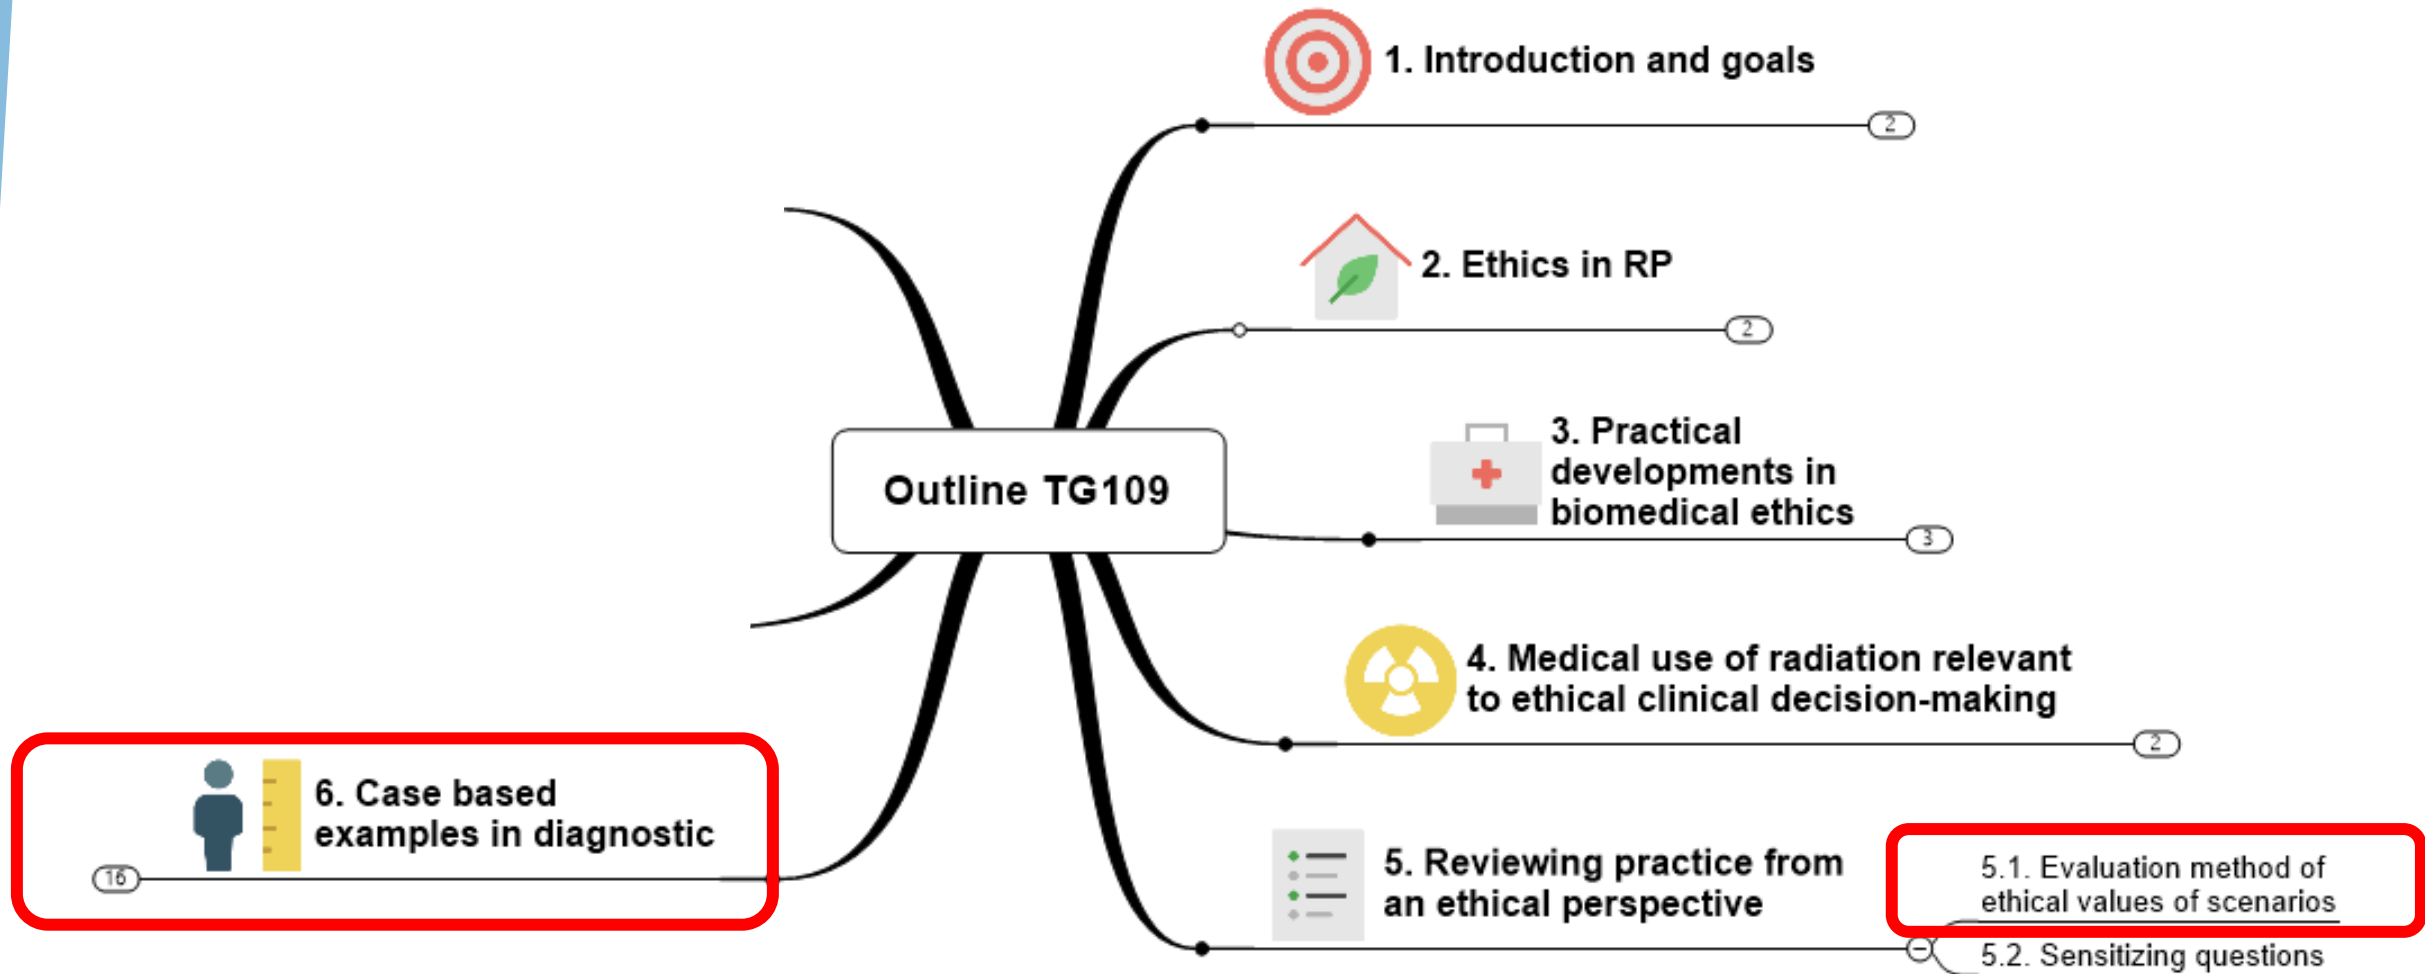 1. Introduction and goals
2
2. Ethics in RP
2
3. Practical
developments in
biomedical ethics
3
Outline TG109
4. Medical use of radiation relevant
to ethical clinical decision-making
2
5. Reviewing practice from
an ethical perspective
5.1. Evaluation method of
ethical values of scenarios
5.2. Sensitizing questions
6. Case based
examples in diagnostic
16